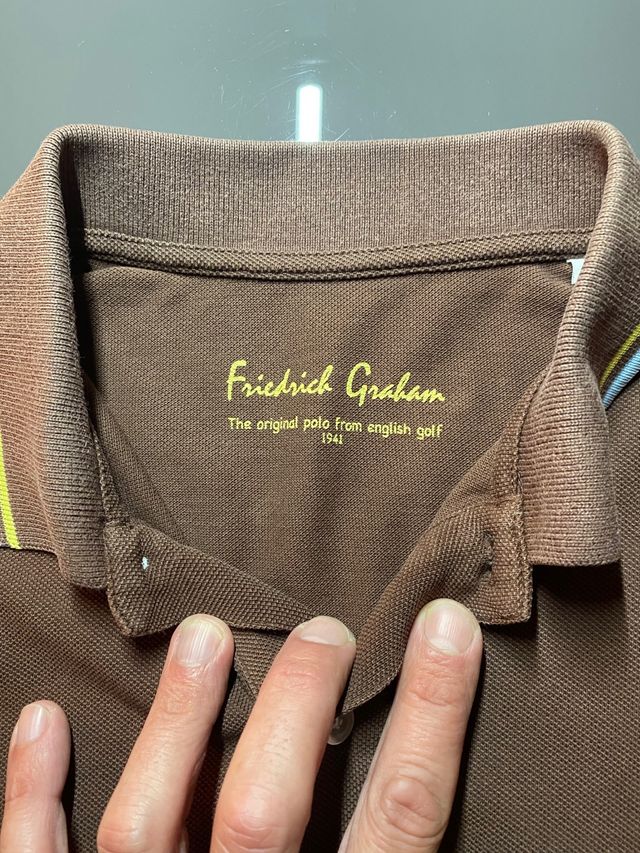 Friedrich Graham
The original polo from english golf
1941